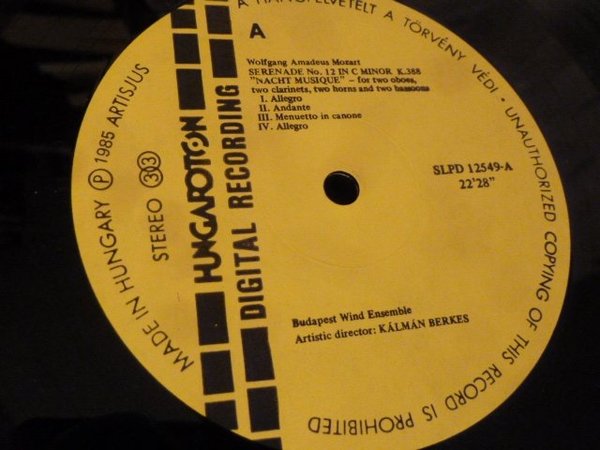 A HANGFELVÉTELT A TÖRVÉNY VÉDI · UNAUTHORIZED COPYING OF THIS RECORD IS PROHIBITED
MADE IN HUNGARY Ⓟ 1985 ARTISJUS
STEREO 33
HUNGAROTON
DIGITAL RECORDING
A
Wolfgang Amadeus Mozart
SERENADE No. 12 IN C MINOR K.388
"NACHT MUSIQUE" – for two oboes,
two clarinets, two horns and two bassoons
I. Allegro
II. Andante
III. Menuetto in canone
IV. Allegro
SLPD 12549-A
22'28"
Budapest Wind Ensemble
Artistic director: KÁLMÁN BERKES